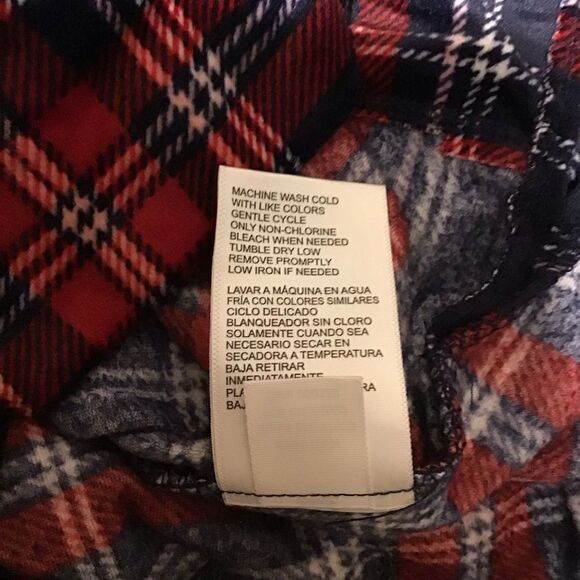 MACHINE WASH COLD
WITH LIKE COLORS
GENTLE CYCLE
ONLY NON-CHLORINE
BLEACH WHEN NEEDED
TUMBLE DRY LOW
REMOVE PROMPTLY
LOW IRON IF NEEDED
LAVAR A MÁQUINA EN AGUA
FRÍA CON COLORES SIMILARES
CICLO DELICADO
BLANQUEADOR SIN CLORO
SOLAMENTE CUANDO SEA
NECESARIO SECAR EN
SECADORA A TEMPERATURA
BAJA RETIRAR
INMEDIATAMENTE